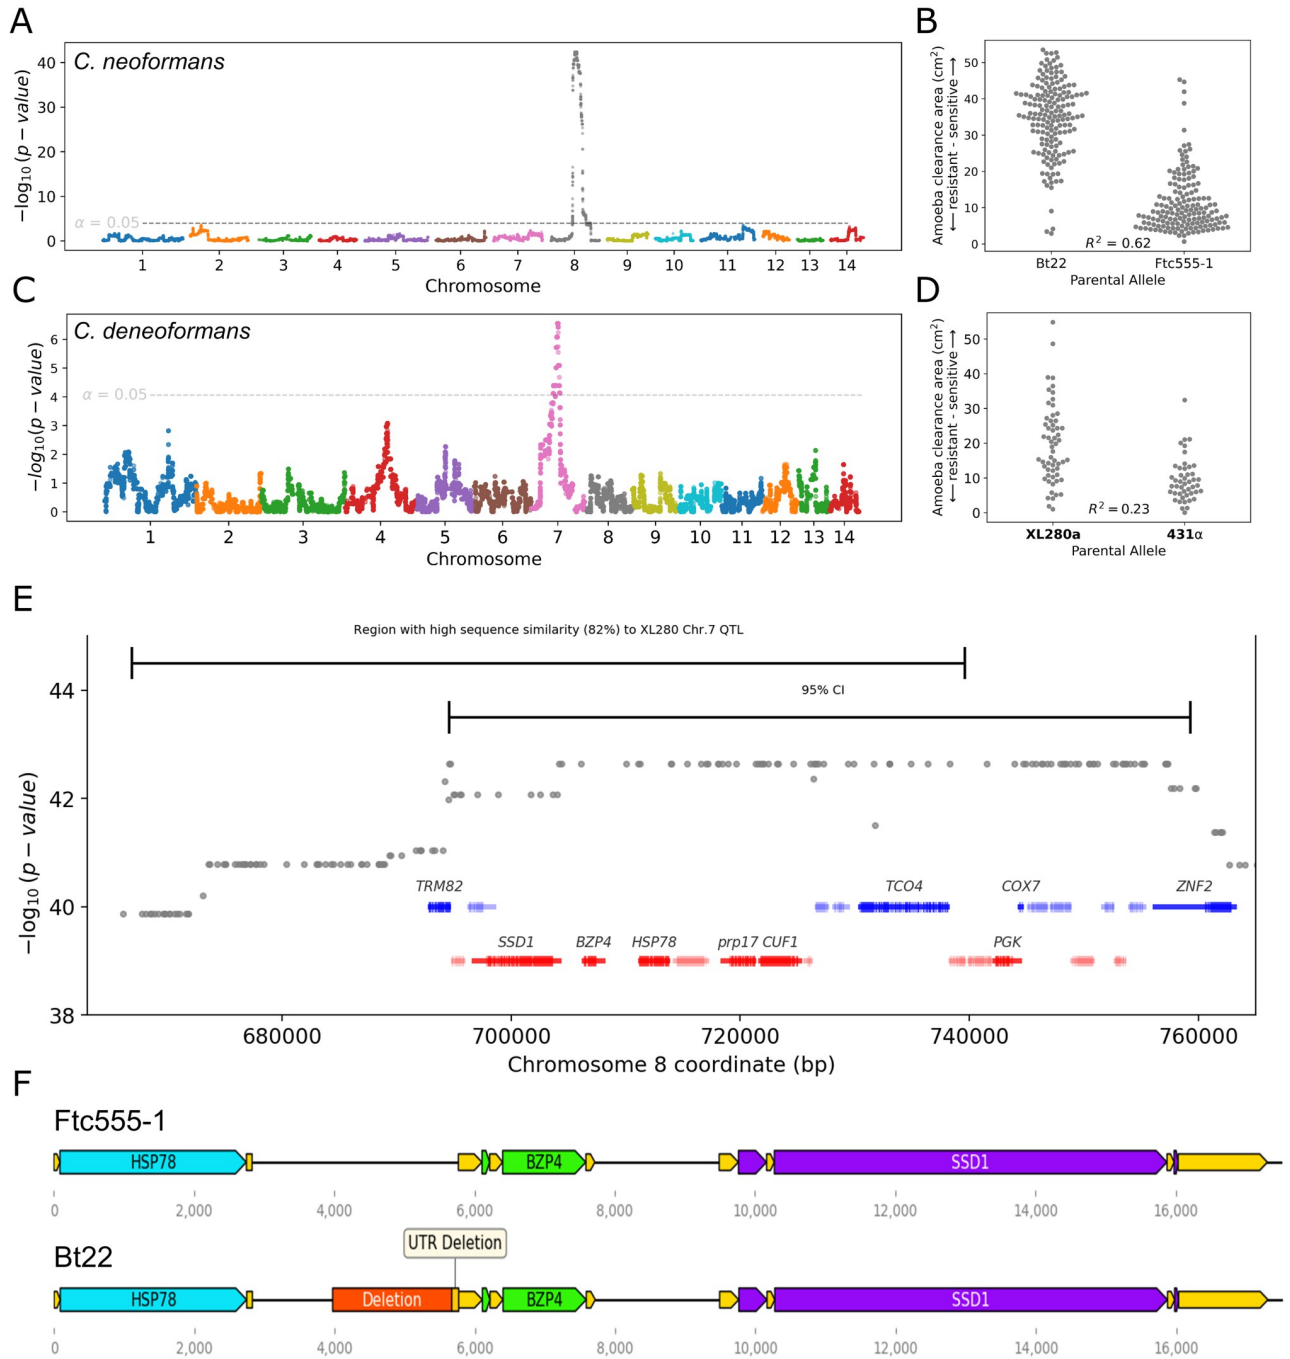 A
C. neoformans
−log10 (p − value)
40
30
20
10
0
α = 0.05
1 2 3 4 5 6 7 8 9 10 11 12 13 14
Chromosome
B
Amoeba clearance area (cm²)
⟵ resistant - sensitive ⟶
50
40
30
20
10
0
R² = 0.62
Bt22 Ftc555-1
Parental Allele
C
C. deneoformans
−log10(p − value)
6
5
4
3
2
1
0
α = 0.05
1 2 3 4 5 6 7 8 9 10 11 12 13 14
Chromosome
D
Amoeba clearance area (cm²)
⟵ resistant - sensitive ⟶
50
40
30
20
10
0
R² = 0.23
XL280a 431α
Parental Allele
E
Region with high sequence similarity (82%) to XL280 Chr.7 QTL
95% CI
−log10 (p − value)
44
42
40
38
TRM82 TCO4 COX7 ZNF2
SSD1 BZP4 HSP78 prp17 CUF1 PGK
680000 700000 720000 740000 760000
Chromosome 8 coordinate (bp)
F
Ftc555-1
HSP78 BZP4 SSD1
0 2,000 4,000 6,000 8,000 10,000 12,000 14,000 16,000
UTR Deletion
Bt22
HSP78 Deletion BZP4 SSD1
0 2,000 4,000 6,000 8,000 10,000 12,000 14,000 16,000